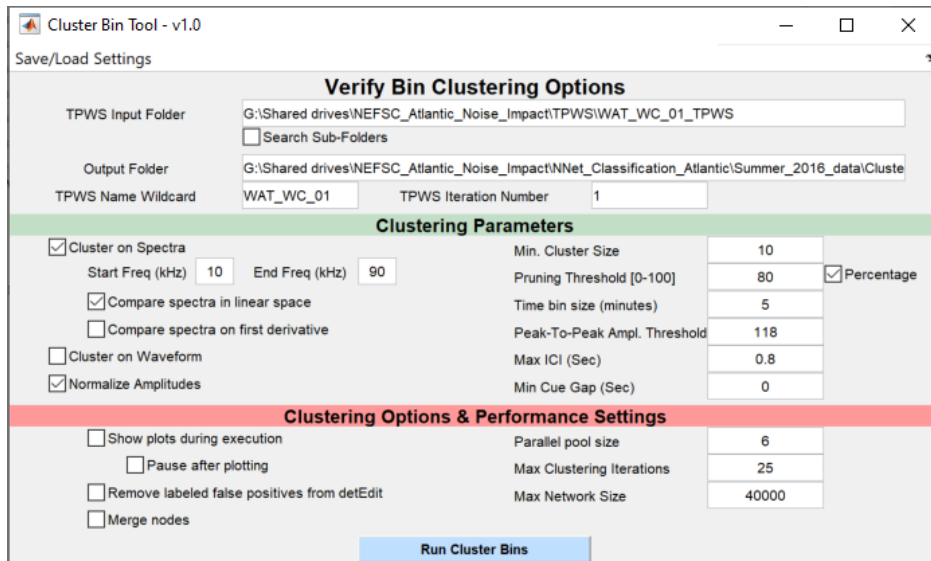 Cluster Bin Tool - v1.0
Save/Load Settings
Verify Bin Clustering Options
TPWS Input Folder G:\Shared drives\NEFSC_Atlantic_Noise_Impact\TPWS\WAT_WC_01_TPWS
Search Sub-Folders
Output Folder G:\Shared drives\NEFSC_Atlantic_Noise_Impact\NNet_Classification_Atlantic\Summer_2016_data\Cluste
TPWS Name Wildcard WAT_WC_01 TPWS Iteration Number 1
Clustering Parameters
Cluster on Spectra Min. Cluster Size 10
Start Freq (kHz) 10 End Freq (kHz) 90 Pruning Threshold [0-100] 80 Percentage
Compare spectra in linear space Time bin size (minutes) 5
Compare spectra on first derivative Peak-To-Peak Ampl. Threshold 118
Cluster on Waveform Max ICI (Sec) 0.8
Normalize Amplitudes Min Cue Gap (Sec) 0
Clustering Options & Performance Settings
Show plots during execution Parallel pool size 6
Pause after plotting Max Clustering Iterations 25
Remove labeled false positives from detEdit Max Network Size 40000
Merge nodes
Run Cluster Bins